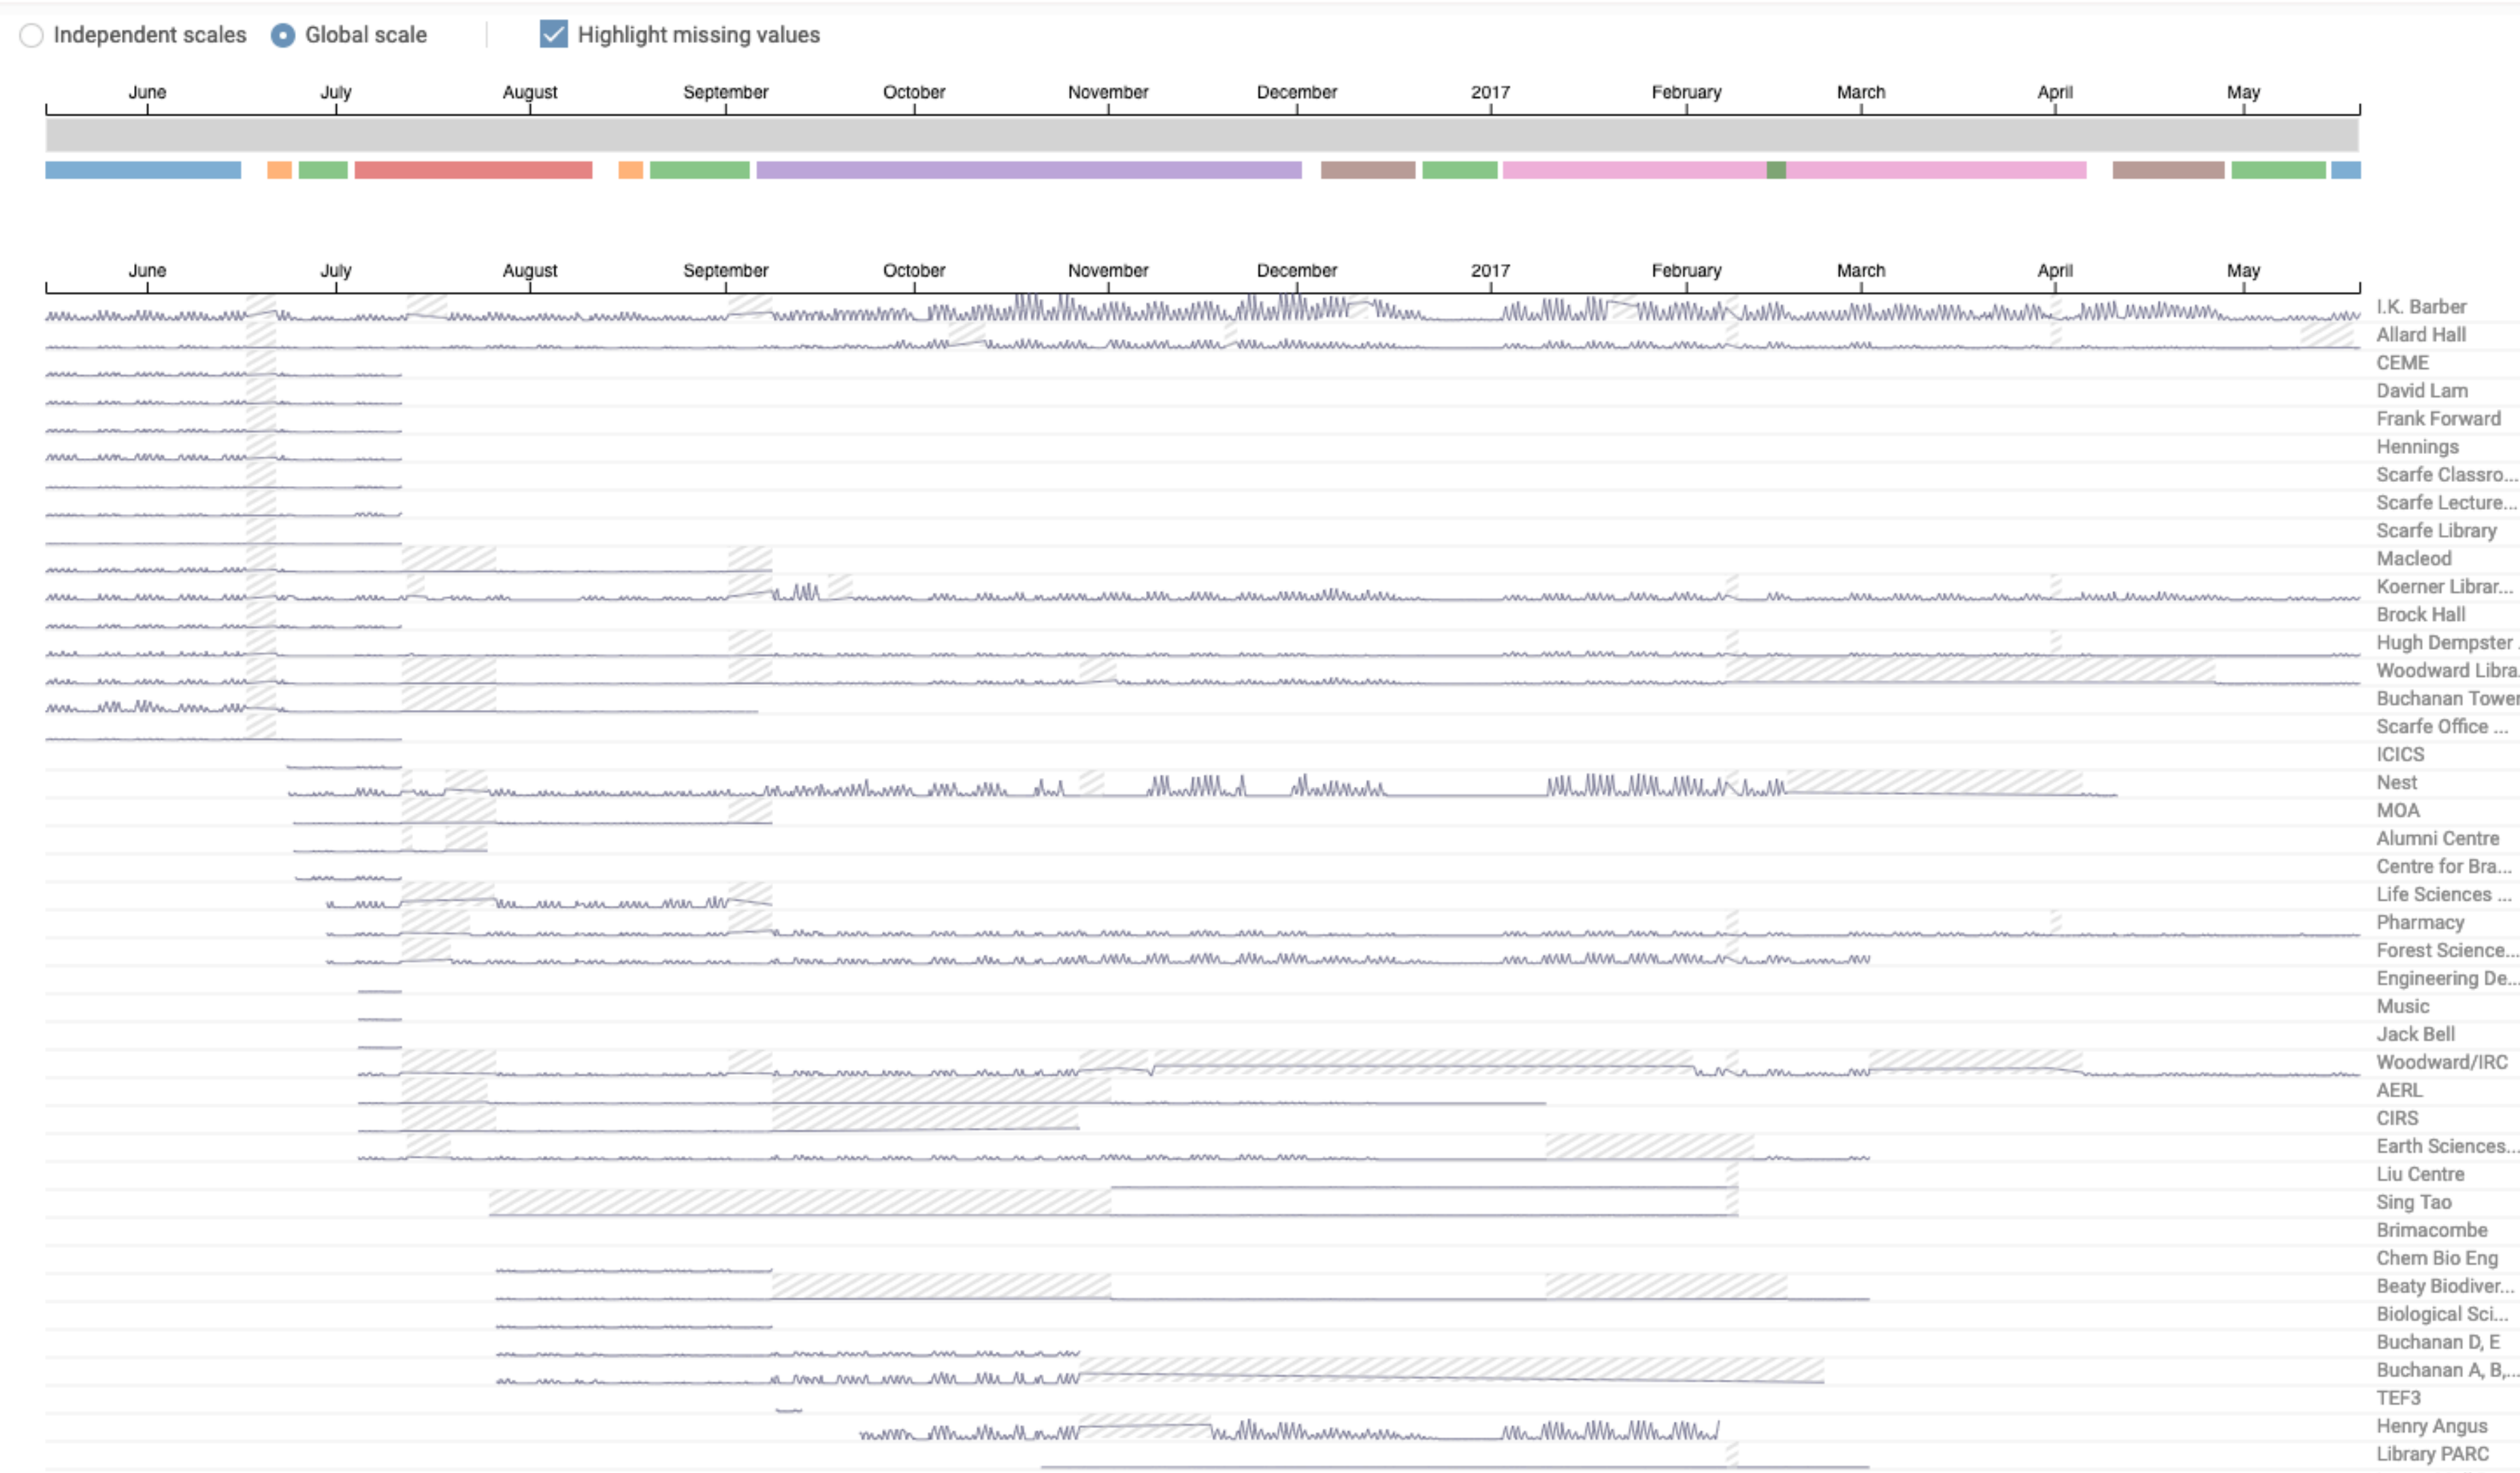 Independent scales Global scale Highlight missing values
June July August September October November December 2017 February March April May
June July August September October November December 2017 February March April May
I.K. Barber
Allard Hall
CEME
David Lam
Frank Forward
Hennings
Scarfe Classro...
Scarfe Lecture...
Scarfe Library
Macleod
Koerner Librar...
Brock Hall
Hugh Dempster .
Woodward Libra.
Buchanan Tower
Scarfe Office ...
ICICS
Nest
MOA
Alumni Centre
Centre for Bra...
Life Sciences ...
Pharmacy
Forest Science...
Engineering De...
Music
Jack Bell
Woodward/IRC
AERL
CIRS
Earth Sciences...
Liu Centre
Sing Tao
Brimacombe
Chem Bio Eng
Beaty Biodiver...
Biological Sci...
Buchanan D, E
Buchanan A, B,...
TEF3
Henry Angus
Library PARC